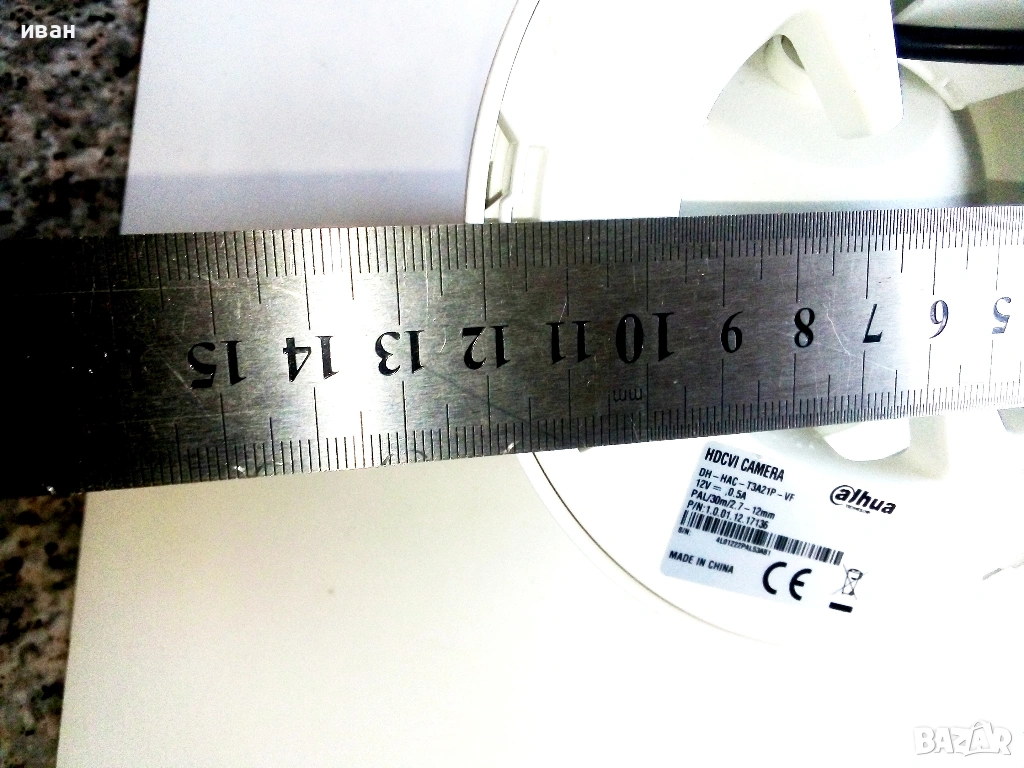 иван
15 14 13 12 11 10 9 8 7 6 5
mm
HDCVI CAMERA
DH-HAC-T3A21P-VF
12V⎓, 0.5A
PAL/30m/2.7-12mm
P/N:1.0.01.12.17136
S/N:
4L01222PAL53AB1
MADE IN CHINA
CE
alhua
TECHNOLOGY
BAZAR